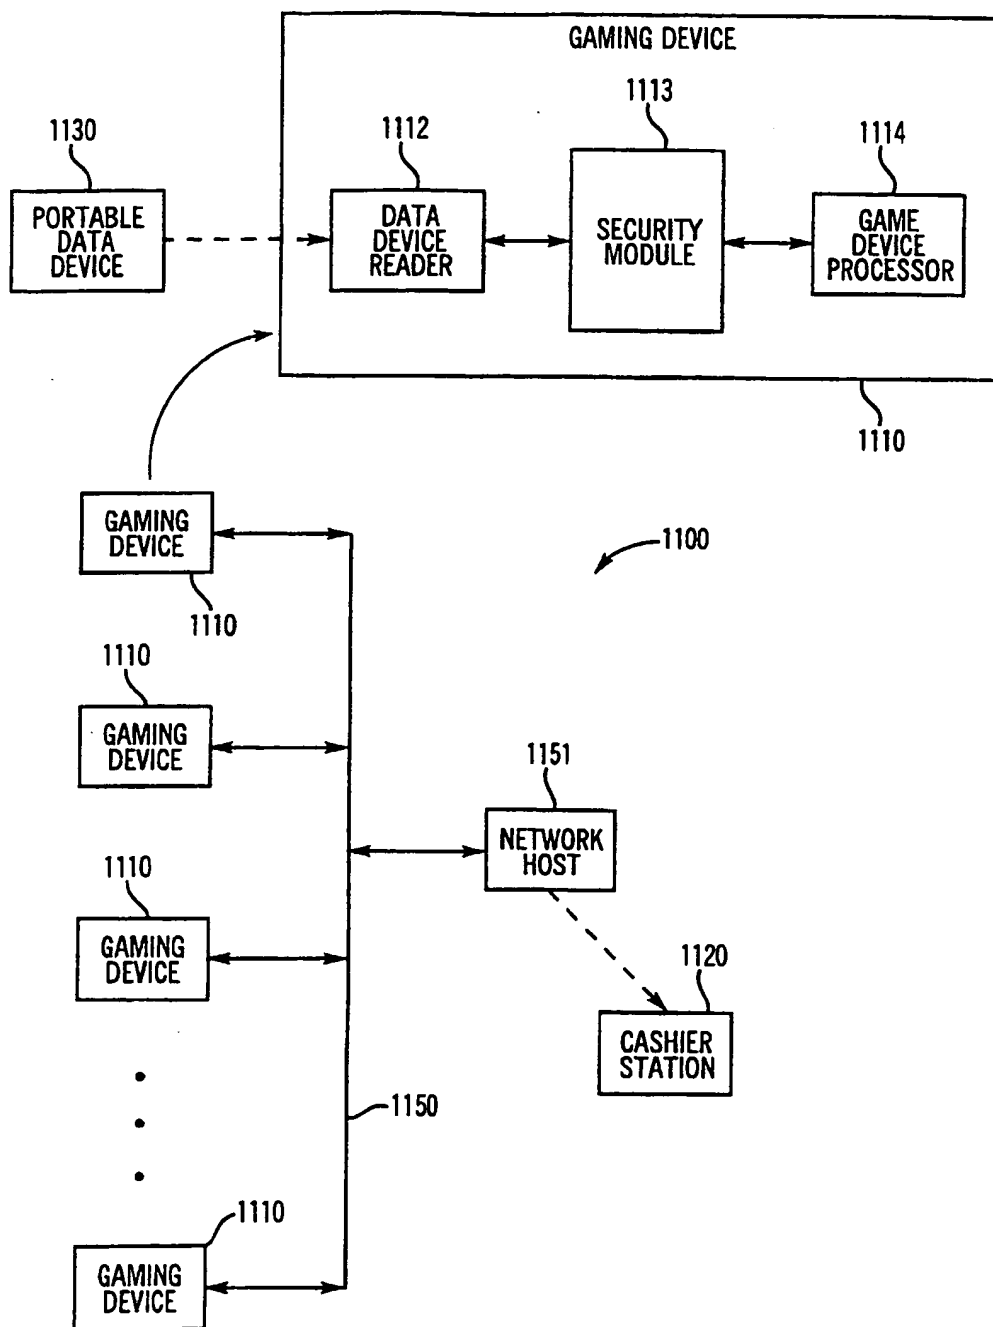 GAMING DEVICE
1130
1112
1113
1114
PORTABLE
DATA
DEVICE
DATA
DEVICE
READER
SECURITY
MODULE
GAME
DEVICE
PROCESSOR
1110
GAMING
DEVICE
1110
1100
1110
GAMING
DEVICE
1151
NETWORK
HOST
1110
GAMING
DEVICE
1120
CASHIER
STATION
1150
1110
GAMING
DEVICE